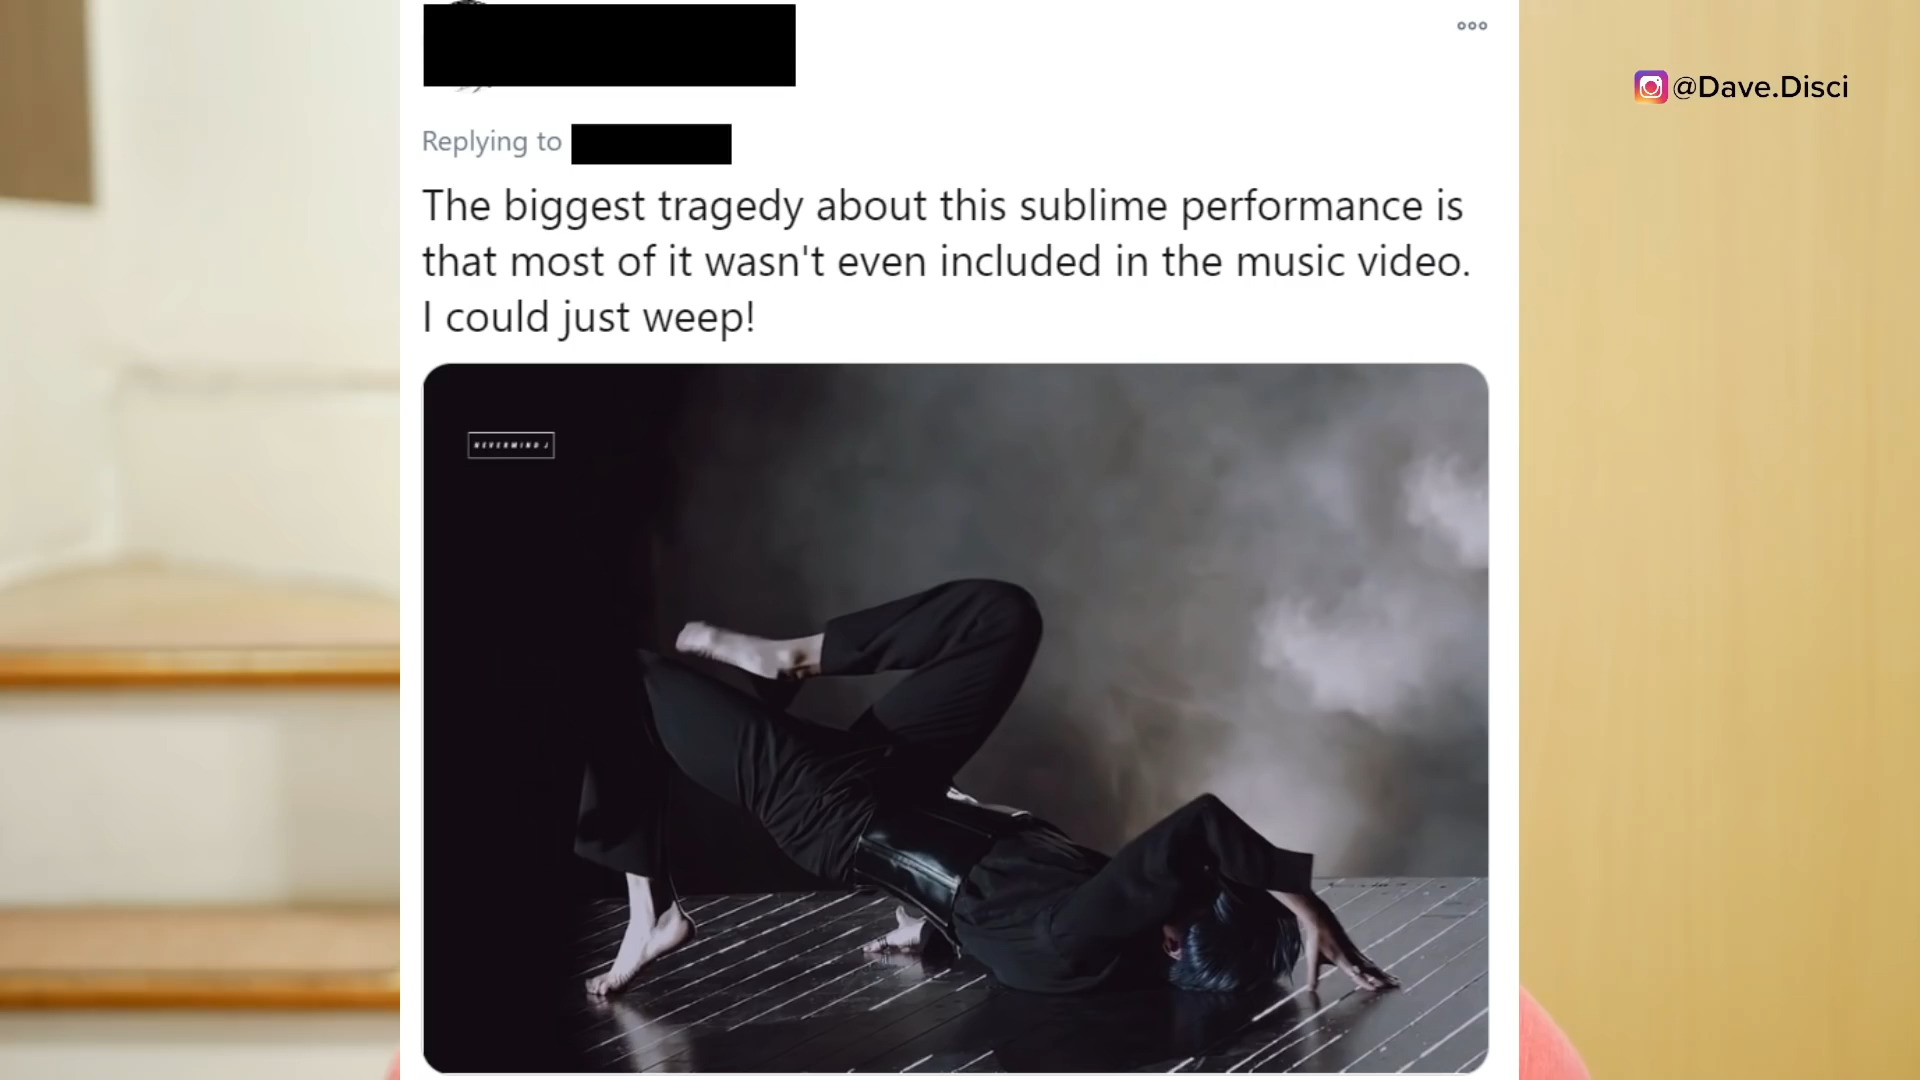 @Dave.Disci
Replying to
The biggest tragedy about this sublime performance is
that most of it wasn't even included in the music video.
I could just weep!
NEVERMIND J